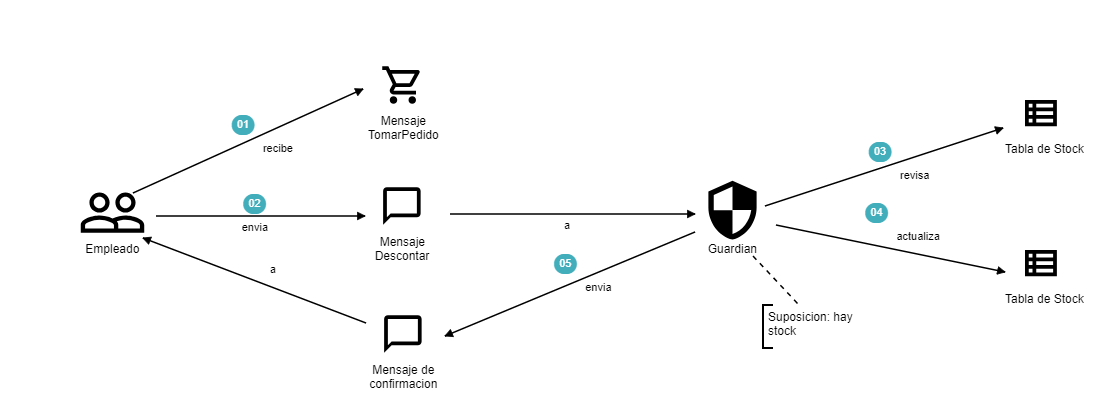 Mensaje
TomarPedido
01
recibe
Tabla de Stock
03
revisa
02
envia
Empleado
Mensaje
Descontar
a
Guardian
04
actualiza
a
05
envia
Tabla de Stock
Suposicion: hay
stock
Mensaje de
confirmacion